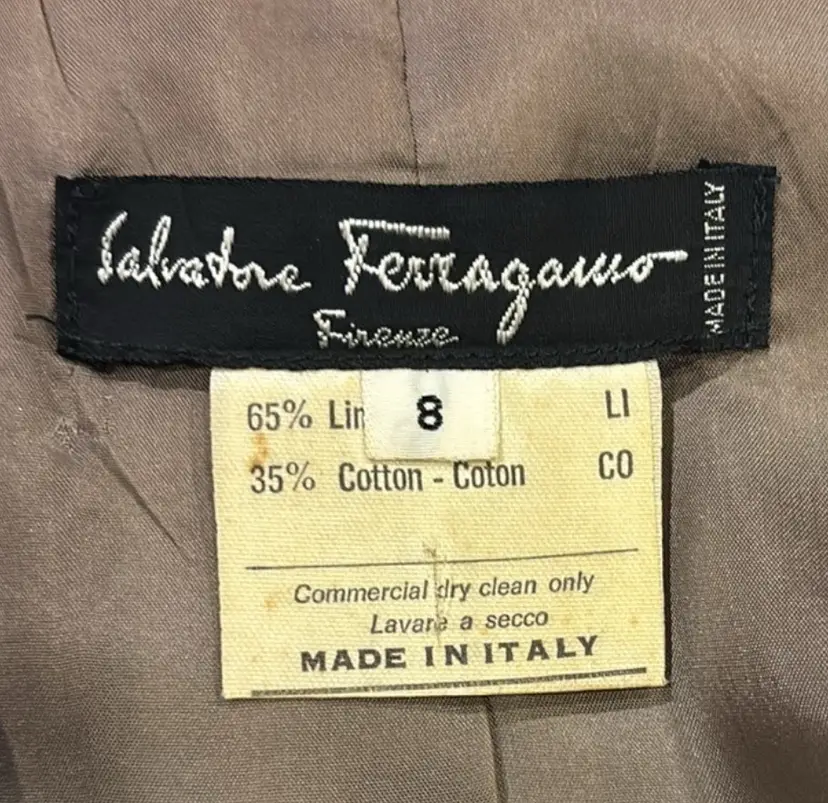 Salvatore Ferragamo
Firenze
MADE IN ITALY
8
65% Lin LI
35% Cotton - Coton CO
Commercial dry clean only
Lavare a secco
MADE IN ITALY